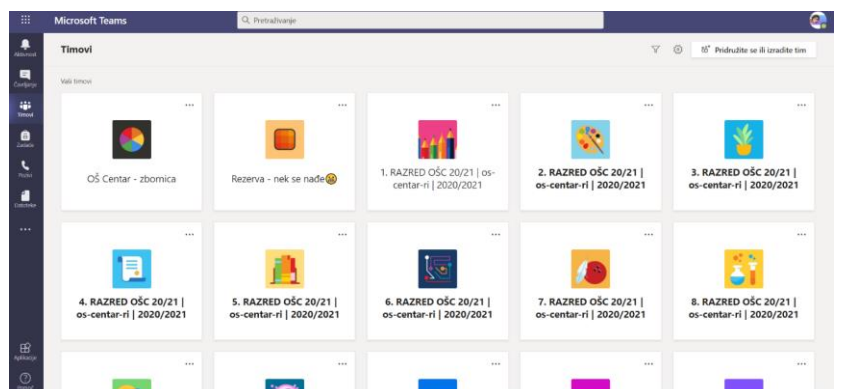 Microsoft Teams
Pretraživanje
Timovi
Pridružite se ili izradite tim
Vaši timovi
Aktivnost
Čavrljanje
Timovi
Zadaće
Pozivi
Datoteke
Aplikacije
OŠ Centar - zbornica
Rezerva - nek se nađe😫
1. RAZRED OŠC 20/21 | os-
centar-ri | 2020/2021
2. RAZRED OŠC 20/21 |
os-centar-ri | 2020/2021
3. RAZRED OŠC 20/21 |
os-centar-ri | 2020/2021
4. RAZRED OŠC 20/21 |
os-centar-ri | 2020/2021
5. RAZRED OŠC 20/21 |
os-centar-ri | 2020/2021
6. RAZRED OŠC 20/21 |
os-centar-ri | 2020/2021
7. RAZRED OŠC 20/21 |
os-centar-ri | 2020/2021
8. RAZRED OŠC 20/21 |
os-centar-ri | 2020/2021